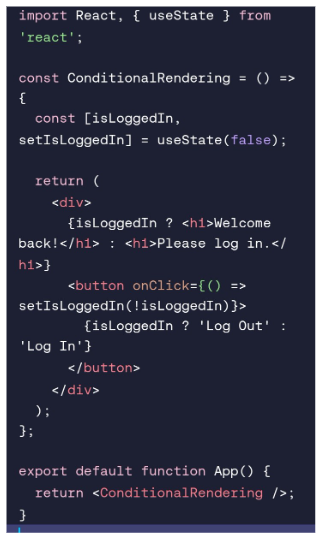 import React, { useState } from
'react';
const ConditionalRendering = () =>
{
const [isLoggedIn,
setIsLoggedIn] = useState(false);
return (
<div>
{isLoggedIn ? <h1>Welcome
back!</h1> : <h1>Please log in.</
h1>}
<button onClick={() =>
setIsLoggedIn(!isLoggedIn)}>
{isLoggedIn ? 'Log Out' :
'Log In'}
</button>
</div>
);
};
export default function App() {
return <ConditionalRendering />;
}